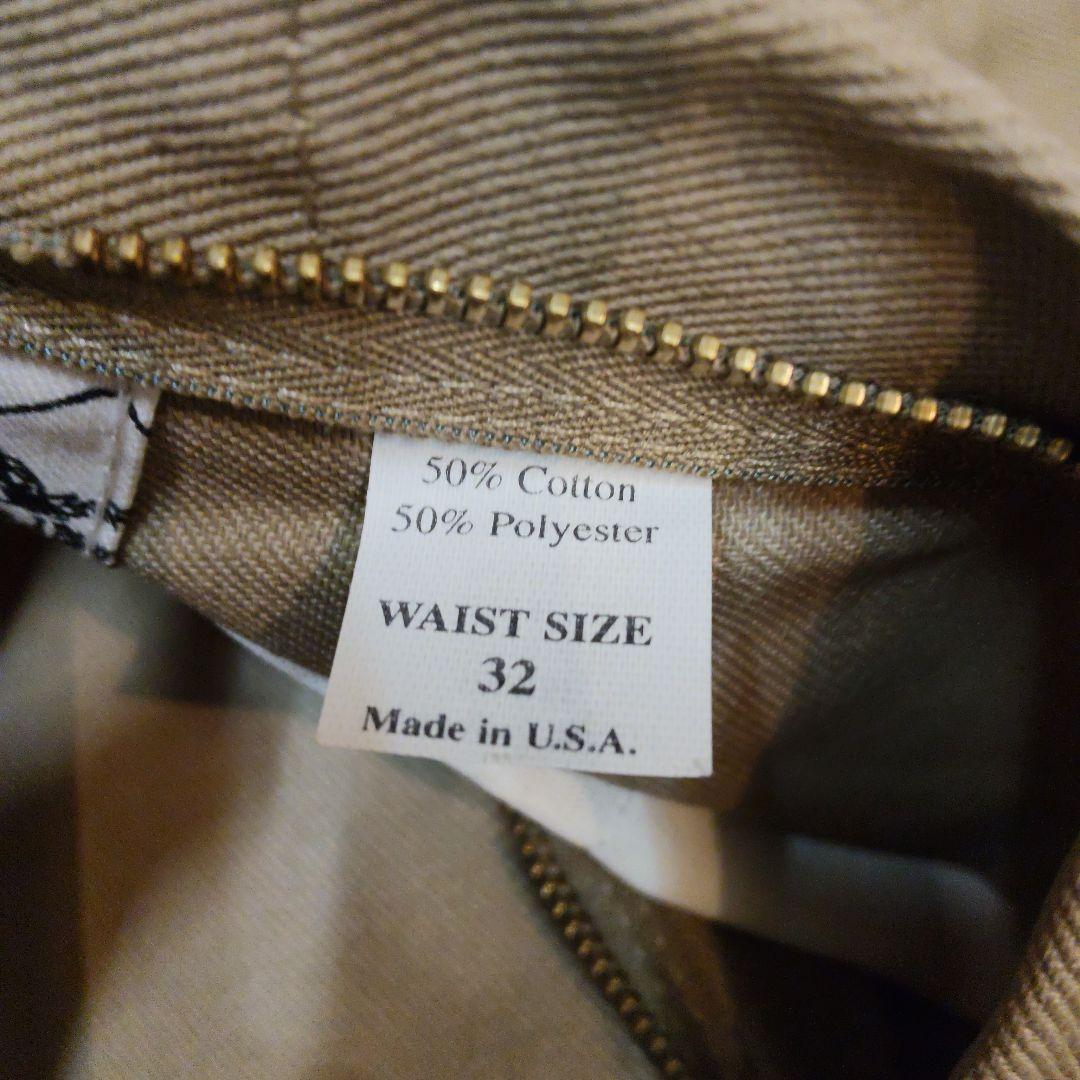 50% Cotton
50% Polyester
WAIST SIZE
32
Made in U.S.A.